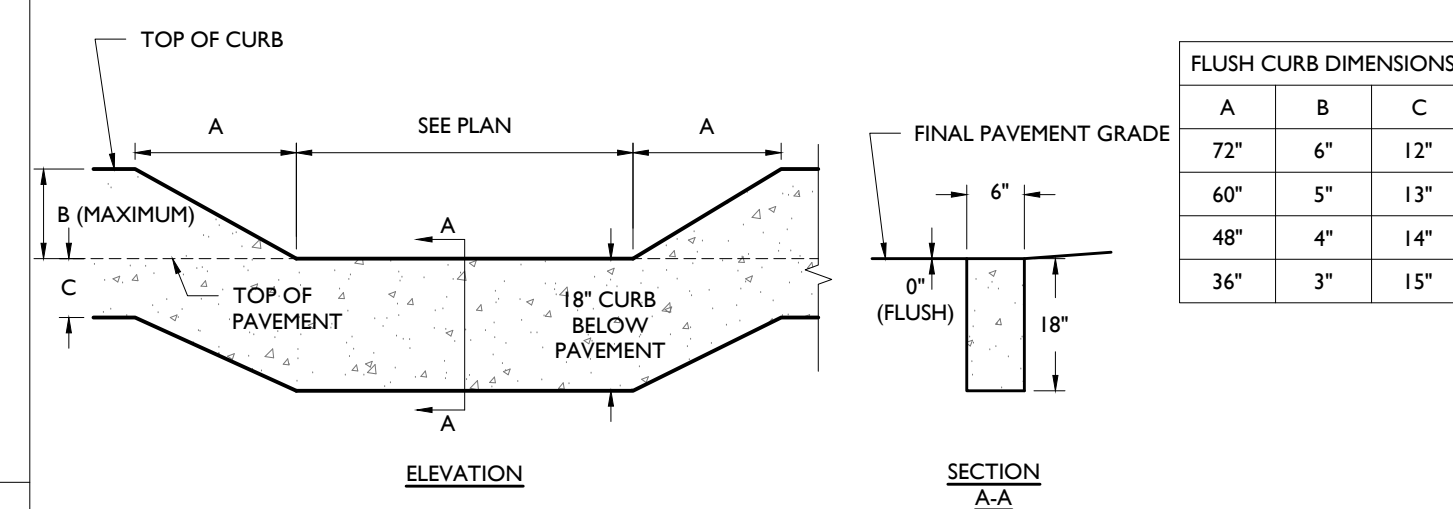 TOP OF CURB
A
SEE PLAN
A
B (MAXIMUM)
C
TOP OF
PAVEMENT
A
A
18" CURB
BELOW
PAVEMENT
ELEVATION
FINAL PAVEMENT GRADE
6"
0"
(FLUSH)
18"
SECTION
A-A
FLUSH CURB DIMENSIONS
A B C
72" 6" 12"
60" 5" 13"
48" 4" 14"
36" 3" 15"